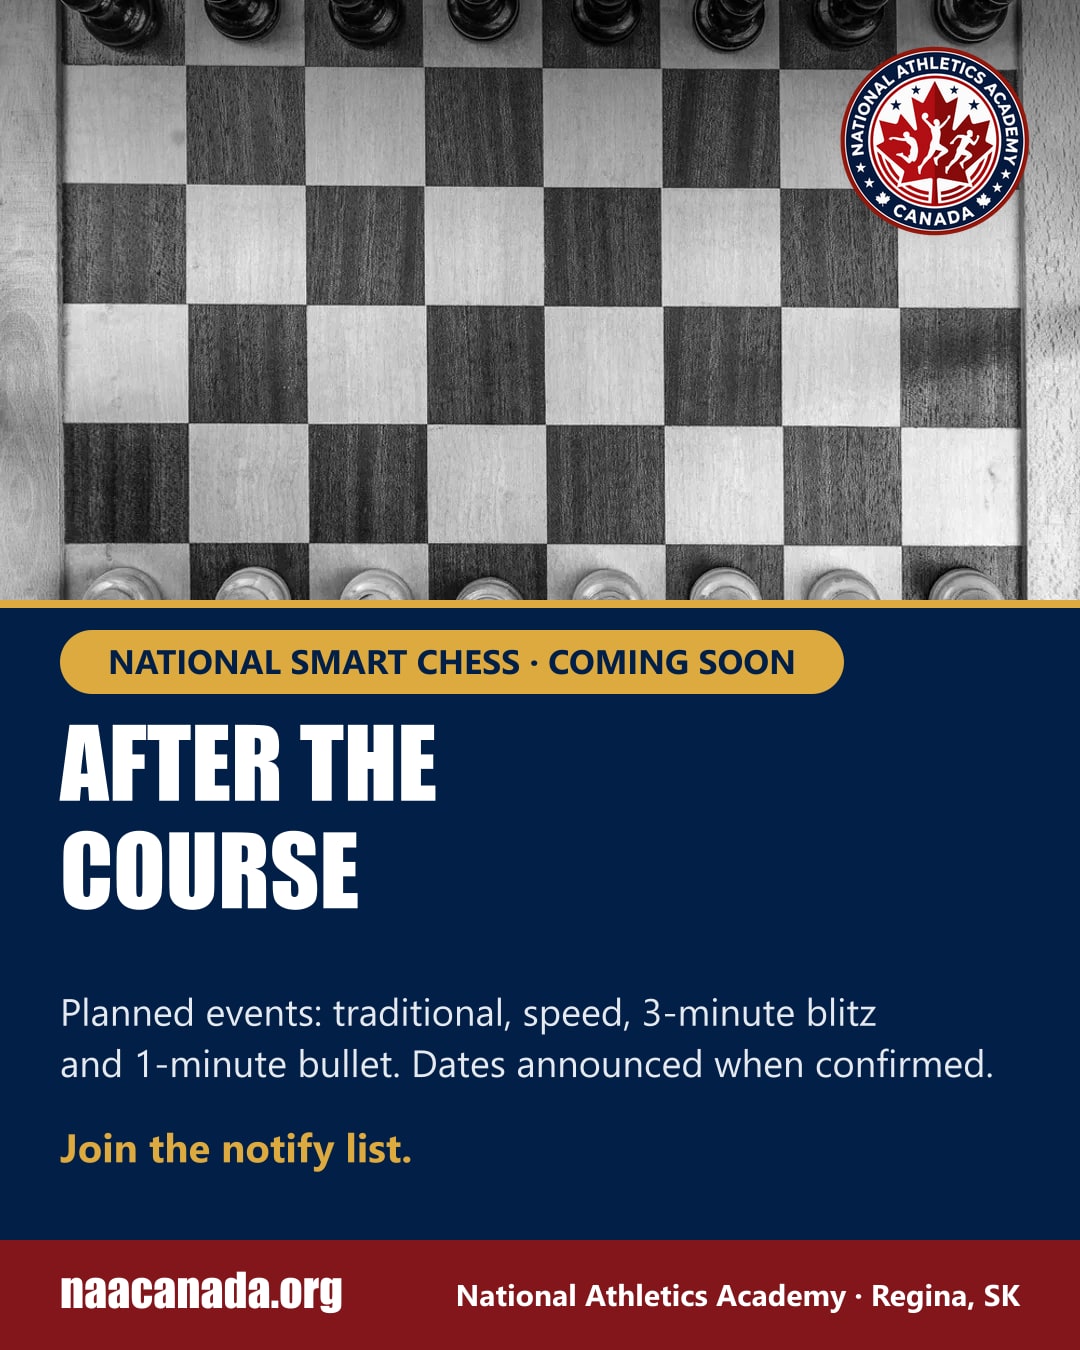 NATIONAL ATHLETICS ACADEMY
CANADA
NATIONAL SMART CHESS · COMING SOON
AFTER THE
COURSE
Planned events: traditional, speed, 3-minute blitz
and 1-minute bullet. Dates announced when confirmed.
Join the notify list.
naacanada.org
National Athletics Academy · Regina, SK